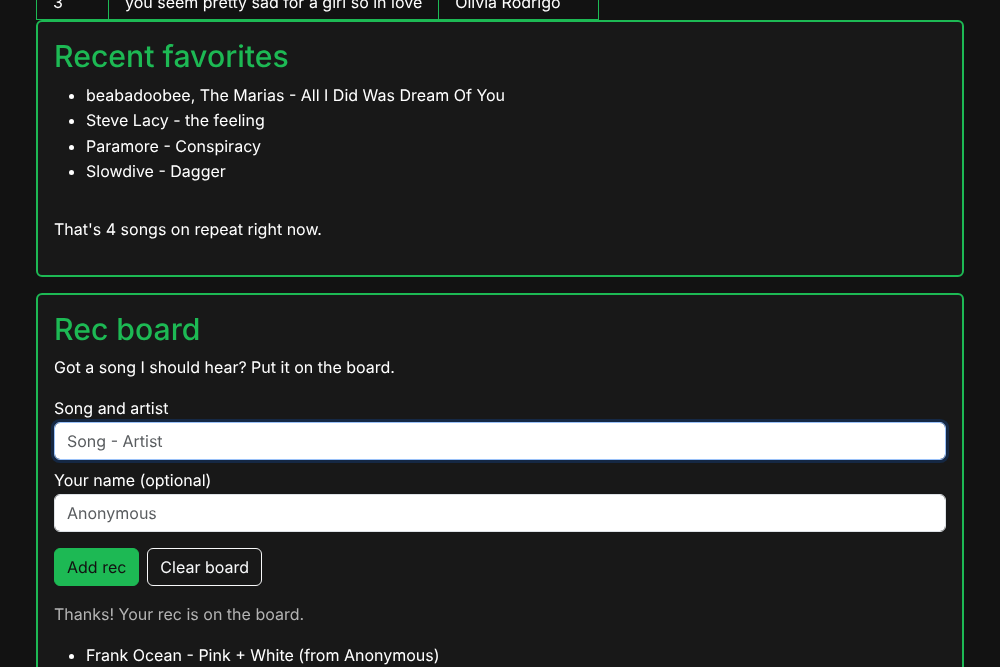 3 you seem pretty sad for a girl so in love Olivia Rodrigo
Recent favorites
beabadoobee, The Marias - All I Did Was Dream Of You
Steve Lacy - the feeling
Paramore - Conspiracy
Slowdive - Dagger
That's 4 songs on repeat right now.
Rec board
Got a song I should hear? Put it on the board.
Song and artist
Song - Artist
Your name (optional)
Anonymous
Add rec Clear board
Thanks! Your rec is on the board.
Frank Ocean - Pink + White (from Anonymous)